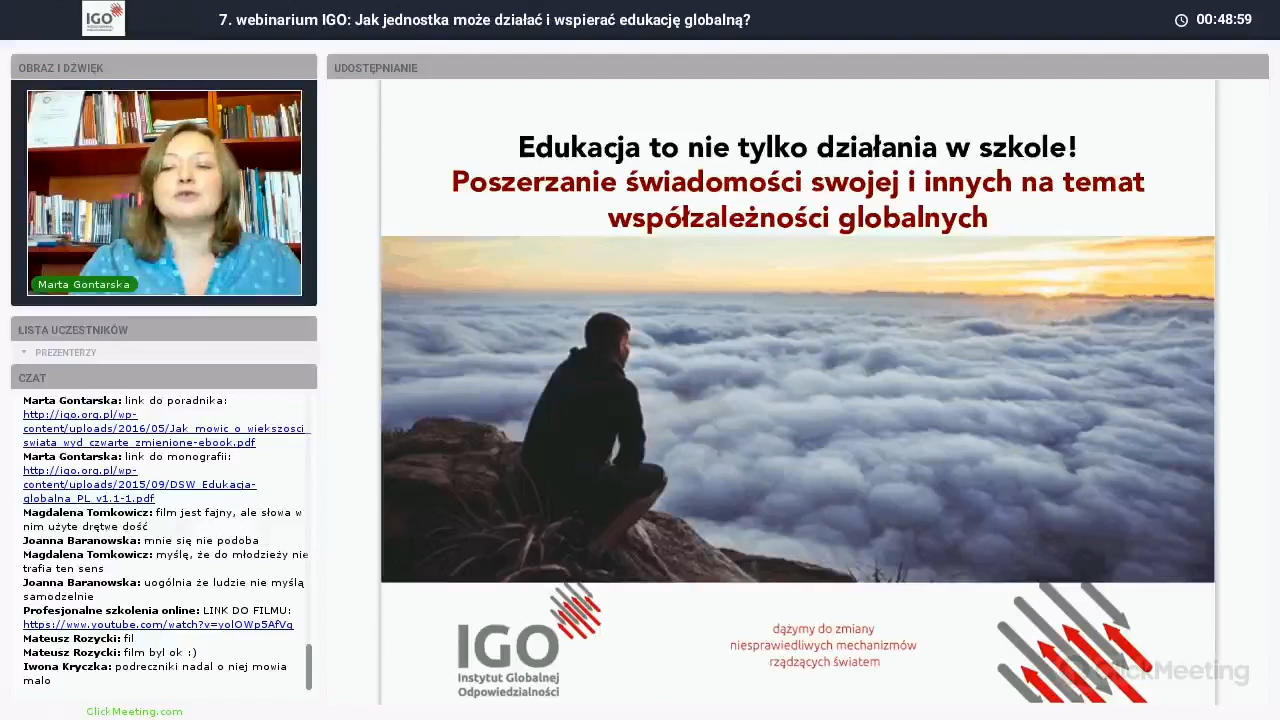 IGO
7. webinarium IGO: Jak jednostka może działać i wspierać edukację globalną?
00:48:59
OBRAZ I DŹWIĘK
Marta Gontarska
LISTA UCZESTNIKÓW
PREZENTERZY
CZAT
Marta Gontarska: link do poradnika:
http://igo.org.pl/wp-
content/uploads/2016/05/Jak_mowic_o_wiekszosci_
swiata_wyd_czwarte_zmienione-ebook.pdf
Marta Gontarska: link do monografii:
http://igo.org.pl/wp-
content/uploads/2015/09/DSW_Edukacja-
globalna_PL_v1.1-1.pdf
Magdalena Tomkowicz: film jest fajny, ale słowa w
nim użyte drętwe dość
Joanna Baranowska: mnie się nie podoba
Magdalena Tomkowicz: myślę, że do młodzieży nie
trafia ten sens
Joanna Baranowska: uogólnia że ludzie nie myślą
samodzelnie
Profesjonalne szkolenia online: LINK DO FILMU:
https://www.youtube.com/watch?v=yolOWp5AfVg
Mateusz Rozycki: fil
Mateusz Rozycki: film byl ok :)
Iwona Kryczka: podreczniki nadal o niej mowia
malo
ClickMeeting.com
UDOSTĘPNIANIE
Edukacja to nie tylko działania w szkole!
Poszerzanie świadomości swojej i innych na temat
współzależności globalnych
IGO
Instytut Globalnej
Odpowiedzialności
dążymy do zmiany
niesprawiedliwych mechanizmów
rządzących światem
ClickMeeting